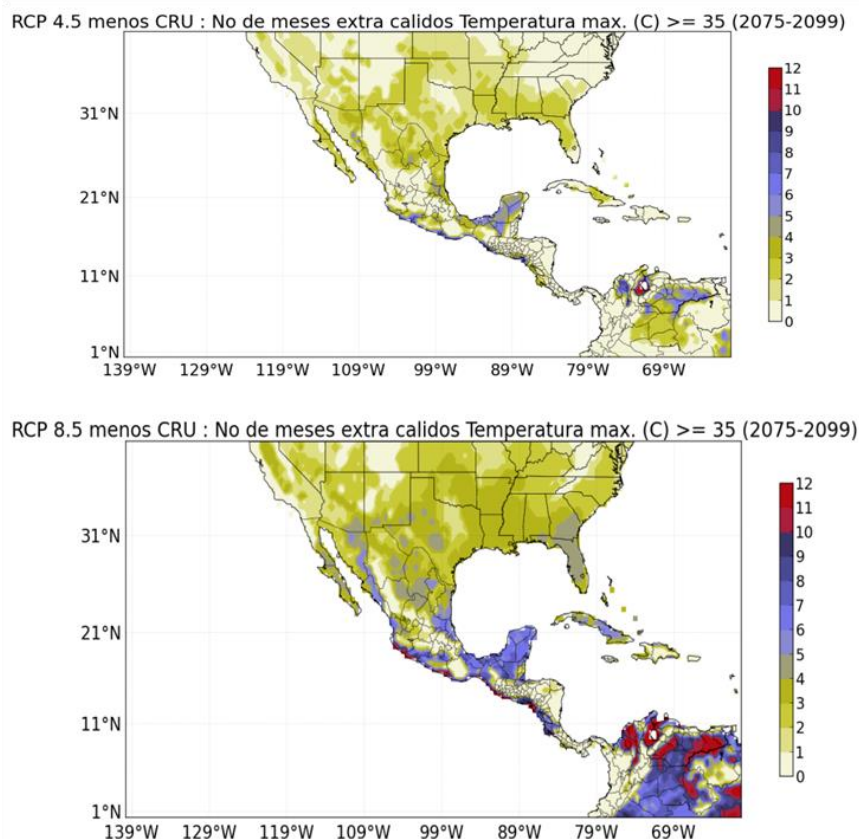 RCP 4.5 menos CRU : No de meses extra calidos Temperatura max. (C) >= 35 (2075-2099)
12
11
10
9
8
7
6
5
4
3
2
1
0
31°N
21°N
11°N
1°N
139°W 129°W 119°W 109°W 99°W 89°W 79°W 69°W
RCP 8.5 menos CRU : No de meses extra calidos Temperatura max. (C) >= 35 (2075-2099)
12
11
10
9
8
7
6
5
4
3
2
1
0
31°N
21°N
11°N
1°N
139°W 129°W 119°W 109°W 99°W 89°W 79°W 69°W